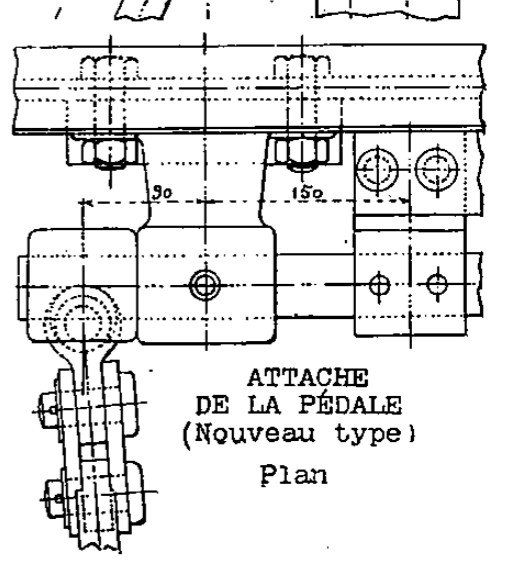 90 150
ATTACHE
DE LA PÉDALE
(Nouveau type)
Plan